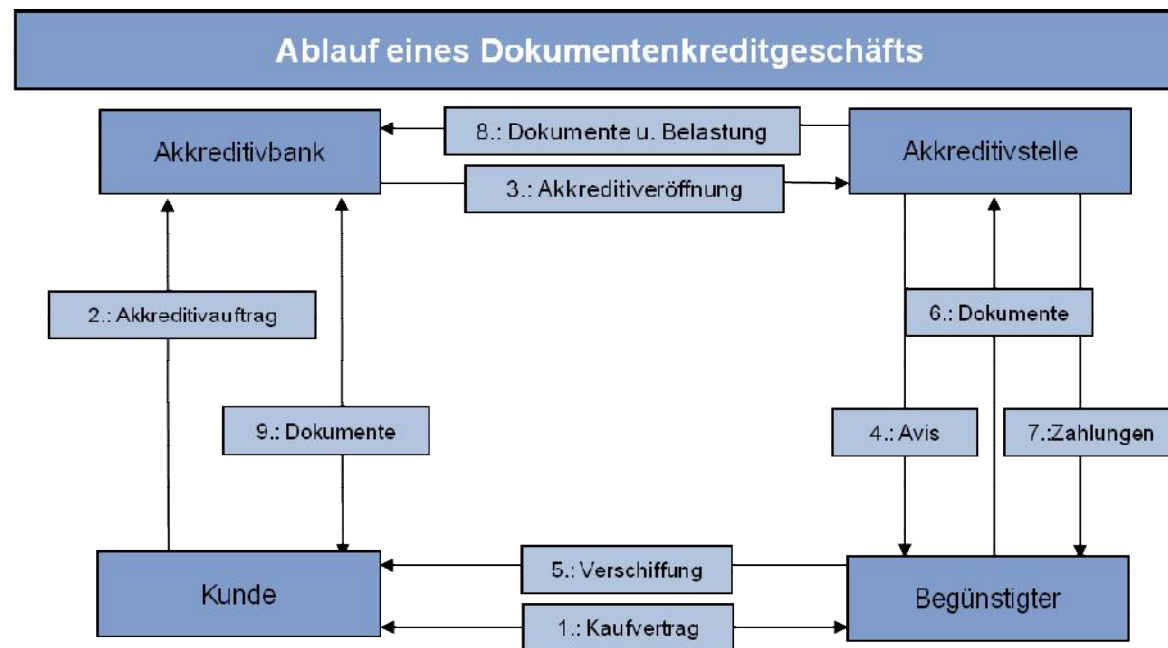 Ablauf eines Dokumentenkreditgeschäfts
Akkreditivbank
8.: Dokumente u. Belastung
Akkreditivstelle
3.: Akkreditiveröffnung
2.: Akkreditivauftrag
6.: Dokumente
9.: Dokumente
4.: Avis
7.:Zahlungen
Kunde
5.: Verschiffung
Begünstigter
1.: Kaufvertrag